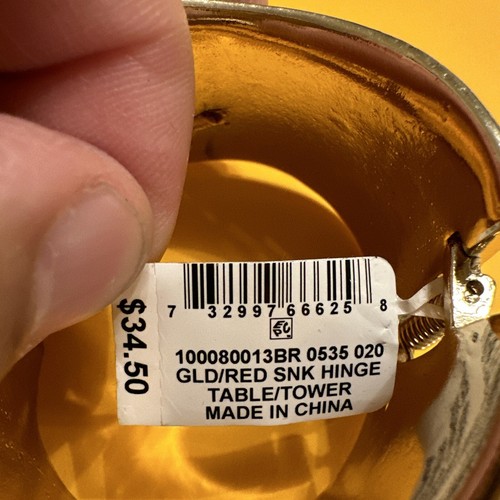 $34.50
7 32997 66625 8
100080013BR 0535 020
GLD/RED SNK HINGE
TABLE/TOWER
MADE IN CHINA